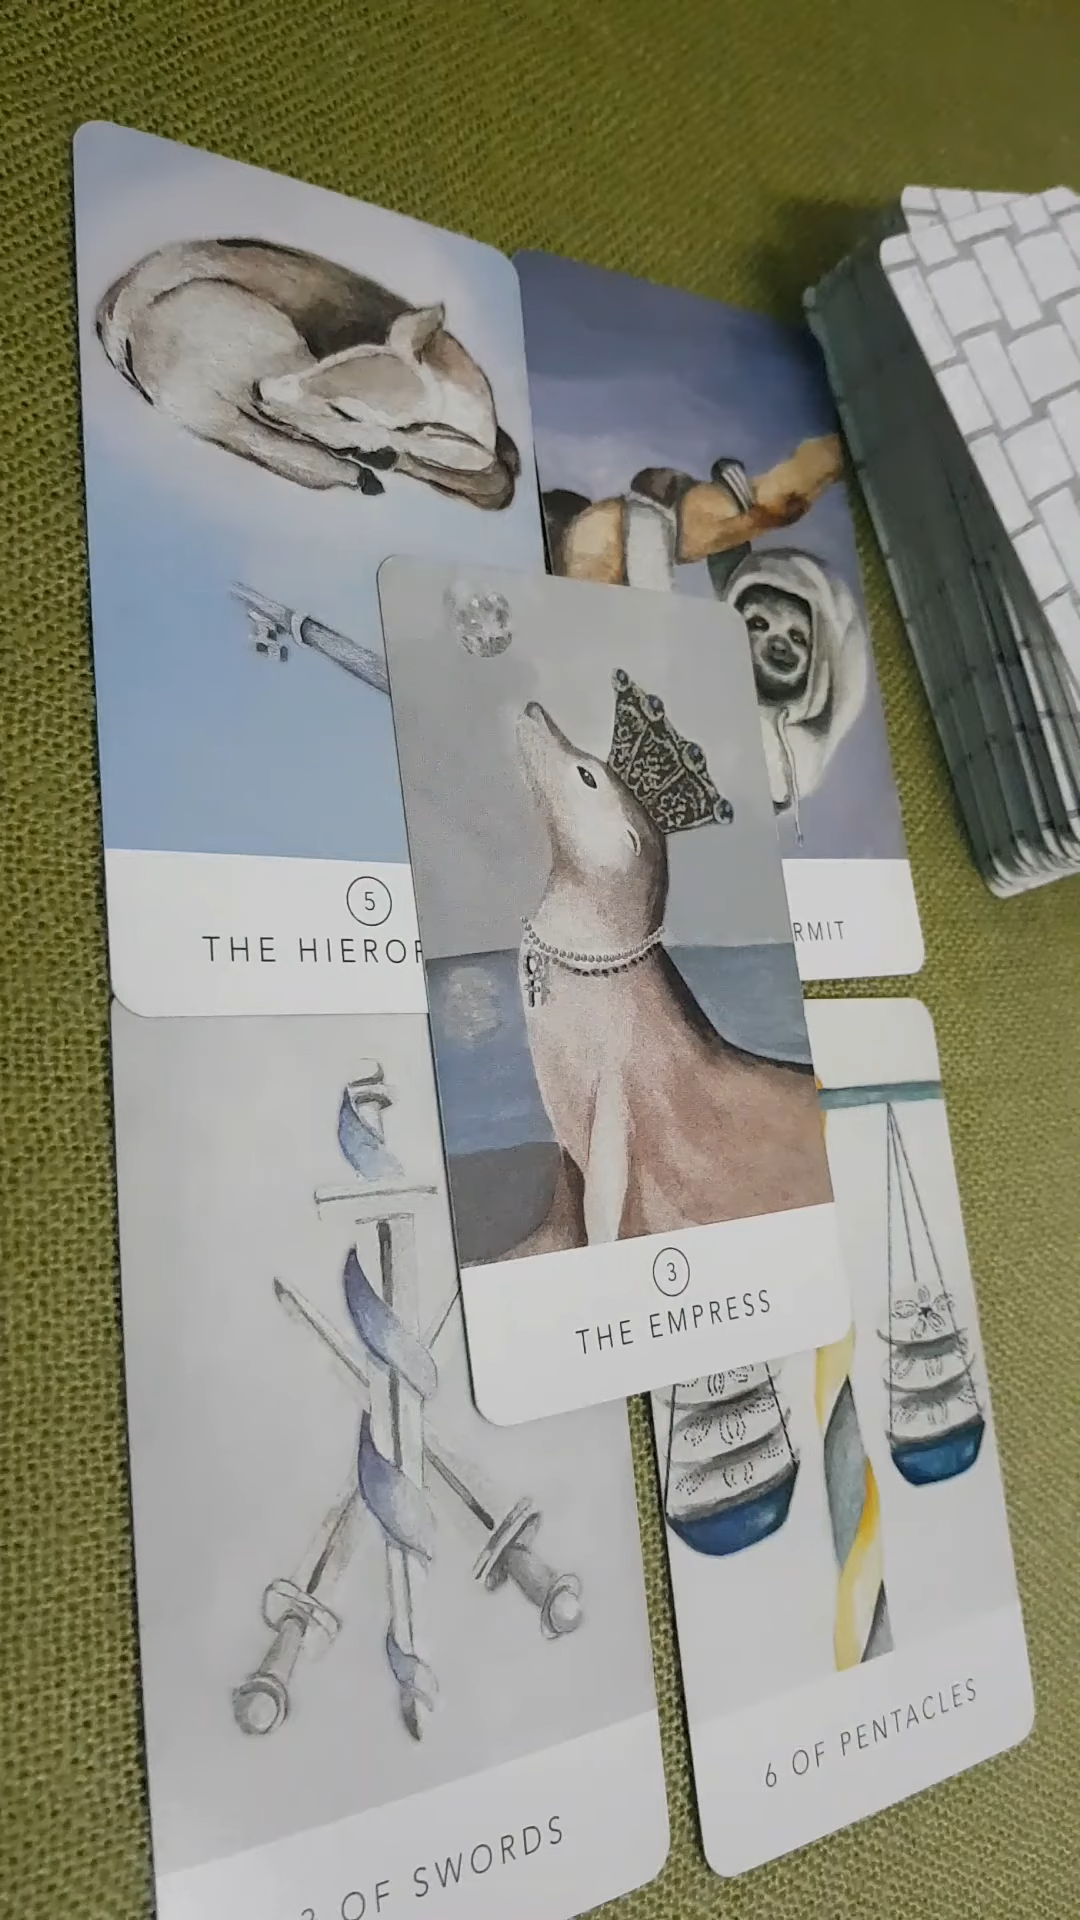 5
THE HIEROP
RMIT
3
THE EMPRESS
6 OF PENTACLES
OF SWORDS